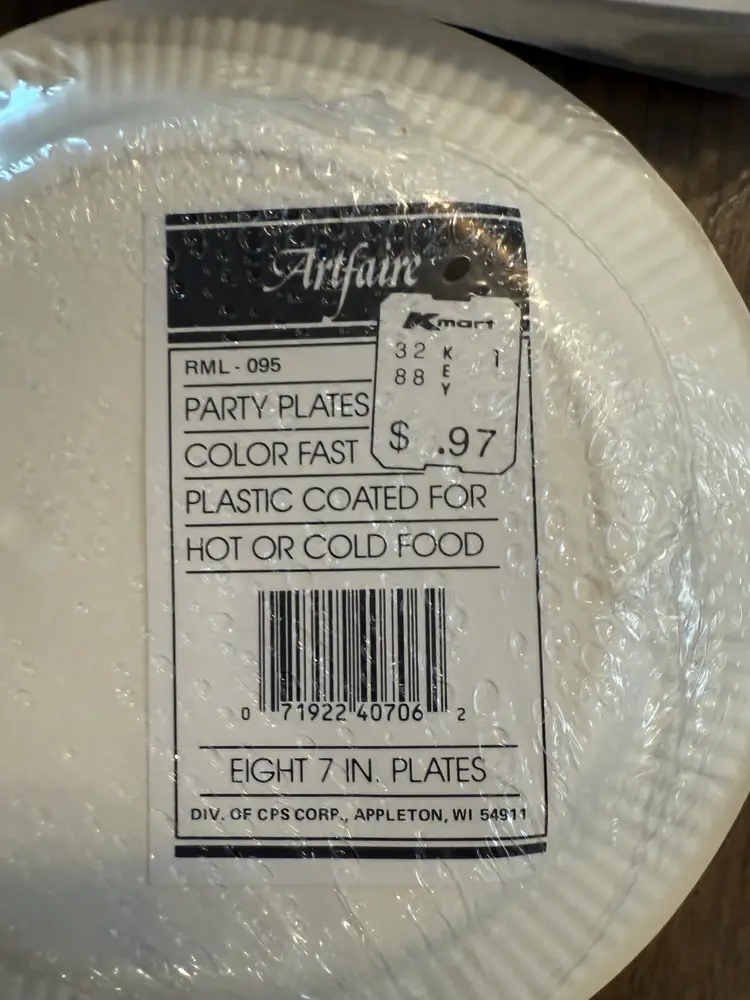 Artfaire
Kmart
32 KEY 1
88
$ .97
RML - 095
PARTY PLATES
COLOR FAST
PLASTIC COATED FOR
HOT OR COLD FOOD
0 71922 40706 2
EIGHT 7 IN. PLATES
DIV. OF CPS CORP., APPLETON, WI 54911